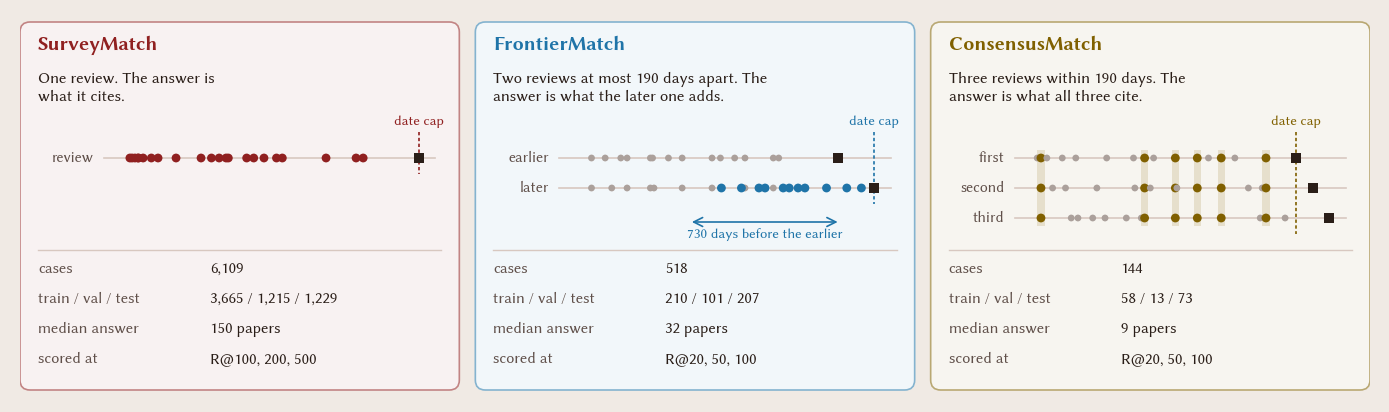 SurveyMatch
One review. The answer is
what it cites.
date cap
review
cases 6,109
train / val / test 3,665 / 1,215 / 1,229
median answer 150 papers
scored at R@100, 200, 500
FrontierMatch
Two reviews at most 190 days apart. The
answer is what the later one adds.
date cap
earlier
later
730 days before the earlier
cases 518
train / val / test 210 / 101 / 207
median answer 32 papers
scored at R@20, 50, 100
ConsensusMatch
Three reviews within 190 days. The
answer is what all three cite.
date cap
first
second
third
cases 144
train / val / test 58 / 13 / 73
median answer 9 papers
scored at R@20, 50, 100